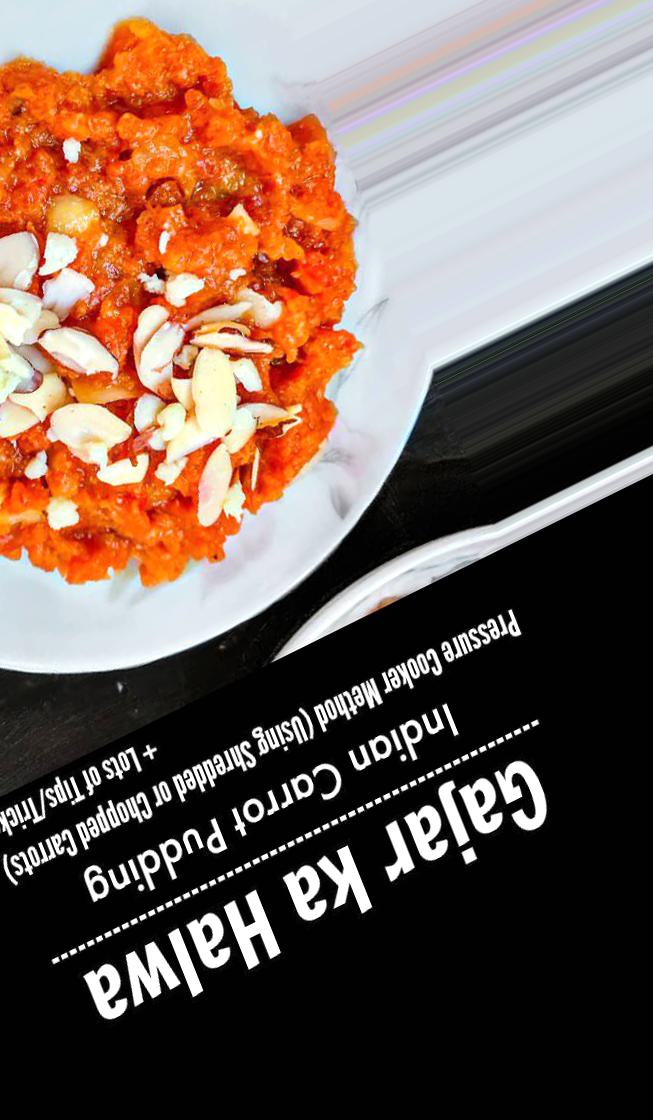 Gajar ka Halwa
Indian Carrot Pudding
Pressure Cooker Method (Using Shredded or Chopped Carrots)
+ Lots of Tips/Trick